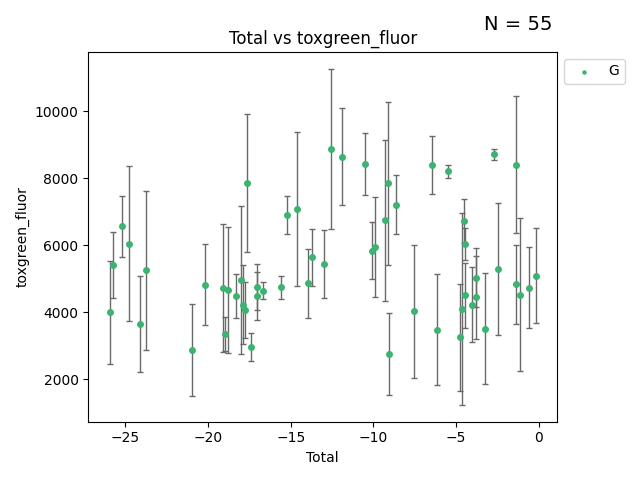 N = 55
Total vs toxgreen_fluor
G
toxgreen_fluor
10000
8000
6000
4000
2000
−25 −20 −15 −10 −5 0
Total